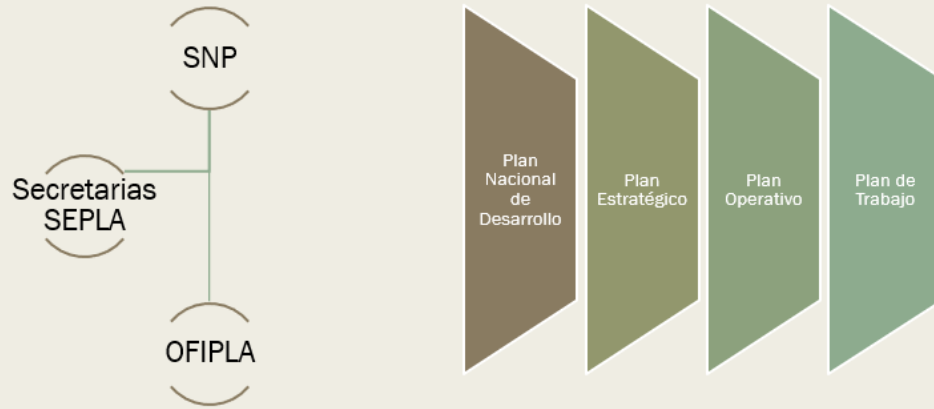 SNP
Secretarias
SEPLA
OFIPLA
Plan
Nacional
de
Desarrollo
Plan
Estratégico
Plan
Operativo
Plan de
Trabajo